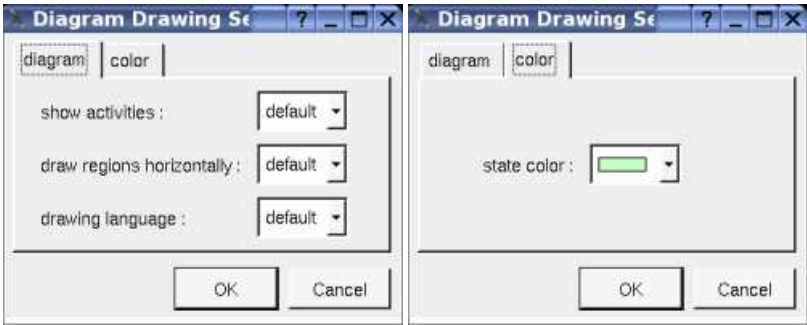 Diagram Drawing Se
diagram
color
show activities :
default
draw regions horizontally :
default
drawing language :
default
OK
Cancel
Diagram Drawing Se
diagram
color
state color :
OK
Cancel